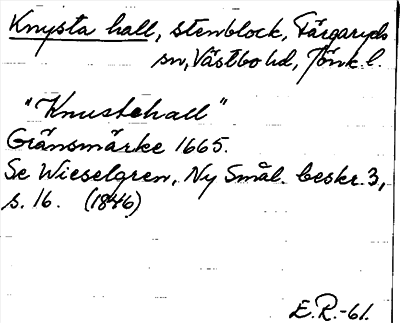 Knysta hall, stenblock, Färgaryds
sn, Västbo hd, Jönk. l.
"Knustehall"
Gränsmärke 1665.
Se Wieselgren, Ny Smål. beskr. 3,
s. 16. (1846)
E.R.-61.